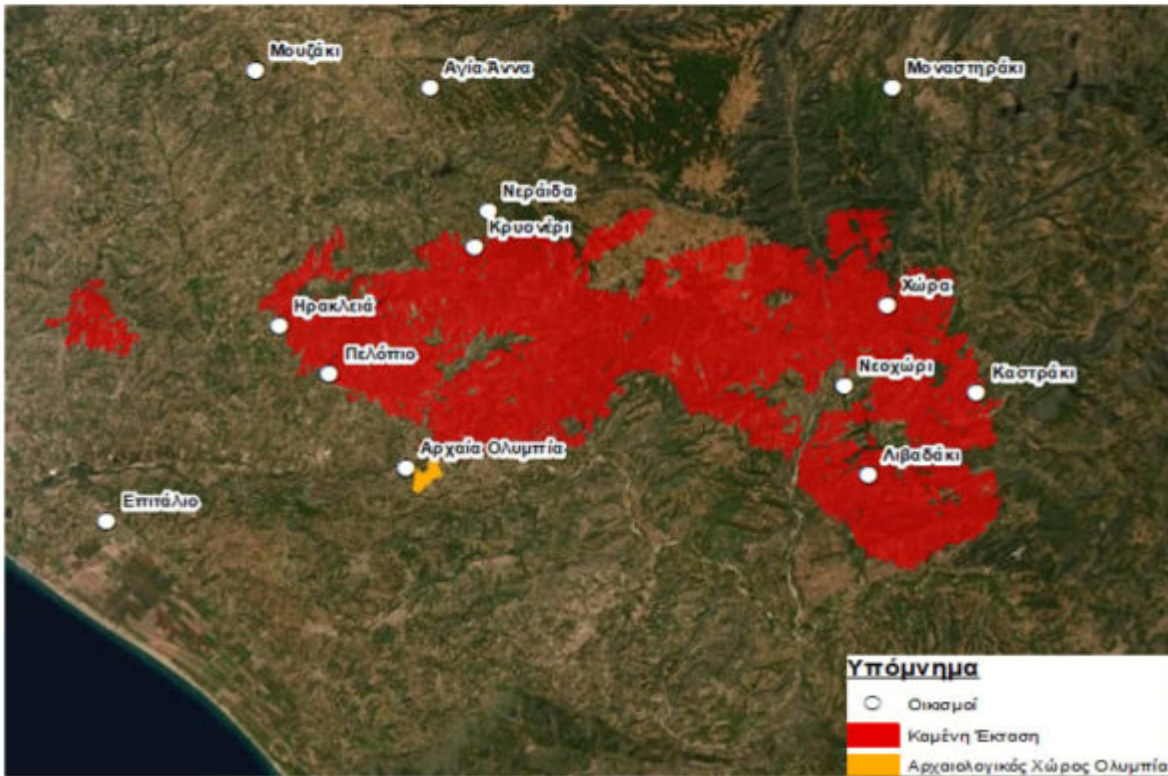 Μουζάκι
Αγία Άννα
Μοναστηράκι
Νεράιδα
Κρυονέρι
Χώρα
Ηρακλειά
Πελόπιο
Νεοχώρι
Καστράκι
Αρχαία Ολυμπία
Λιβαδάκι
Επιτάλιο
Υπόμνημα
Οικισμοί
Καμένη Έκταση
Αρχαιολογικός Χώρος Ολυμπία